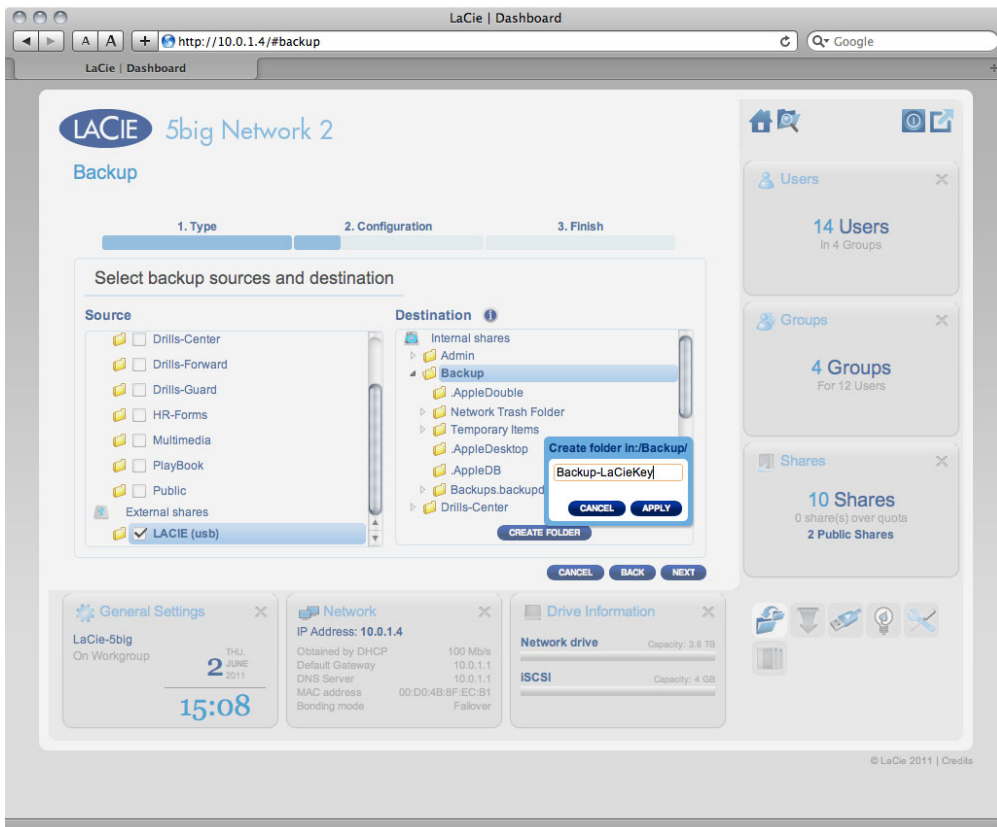 LaCie | Dashboard
A A + http://10.0.1.4/#backup Google
LaCie | Dashboard
LACIE 5big Network 2
Backup
1. Type 2. Configuration 3. Finish
Select backup sources and destination
Source
Drills-Center
Drills-Forward
Drills-Guard
HR-Forms
Multimedia
PlayBook
Public
External shares
LACIE (usb)
Destination
Internal shares
Admin
Backup
.AppleDouble
Network Trash Folder
Temporary Items
.AppleDesktop
.AppleDB
Backups.backupd
Drills-Center
CREATE FOLDER
Create folder in:/Backup/
Backup-LaCieKey
CANCEL APPLY
CANCEL BACK NEXT
Users
14 Users
In 4 Groups
Groups
4 Groups
For 12 Users
Shares
10 Shares
0 share(s) over quota
2 Public Shares
General Settings
LaCie-5big
On Workgroup
THU.
2 JUNE
2011
15:08
Network
IP Address: 10.0.1.4
Obtained by DHCP 100 Mb/s
Default Gateway 10.0.1.1
DNS Server 10.0.1.1
MAC address 00:D0:4B:8F:EC:B1
Bonding mode Failover
Drive Information
Network drive Capacity: 3.6 TB
iSCSI Capacity: 4 GB
© LaCie 2011 | Credits